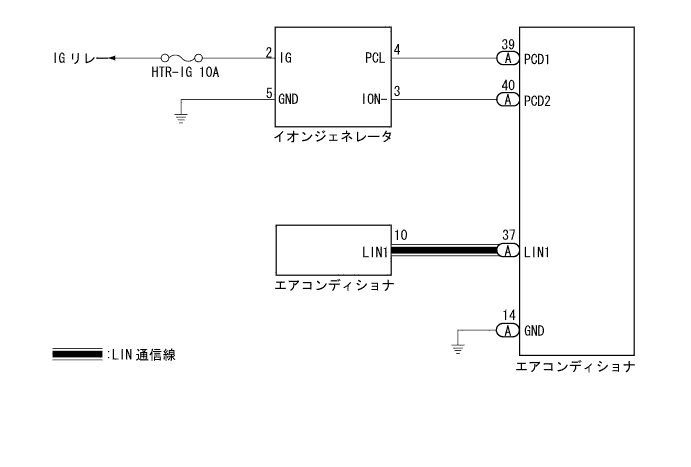 IG リレー
HTR-IG 10A
2 IG
5 GND
PCL 4
ION- 3
イオンジェネレータ
39 A PCD1
40 A PCD2
LIN1 10
エアコンディショナ
37 A LIN1
14 A GND
エアコンディショナ
:LIN 通信線